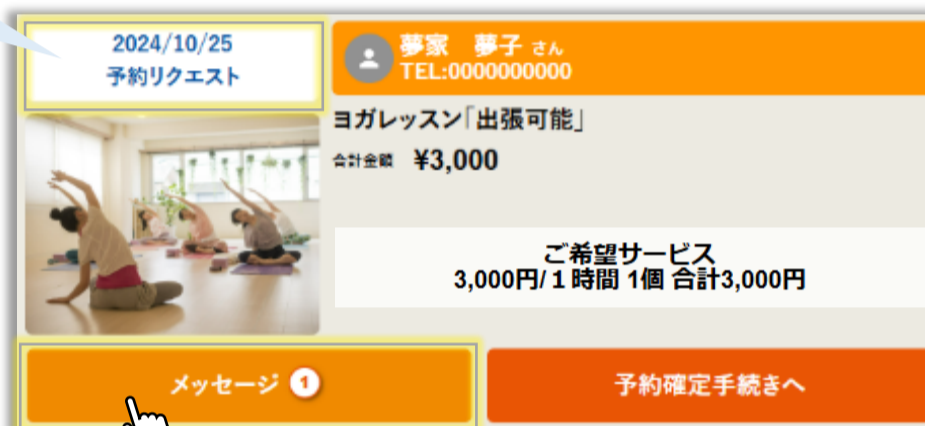 2024/10/25
予約リクエスト
夢家 夢子 さん
TEL:0000000000
ヨガレッスン「出張可能」
合計金額 ¥3,000
ご希望サービス
3,000円/１時間 1個 合計3,000円
メッセージ 1
予約確定手続きへ